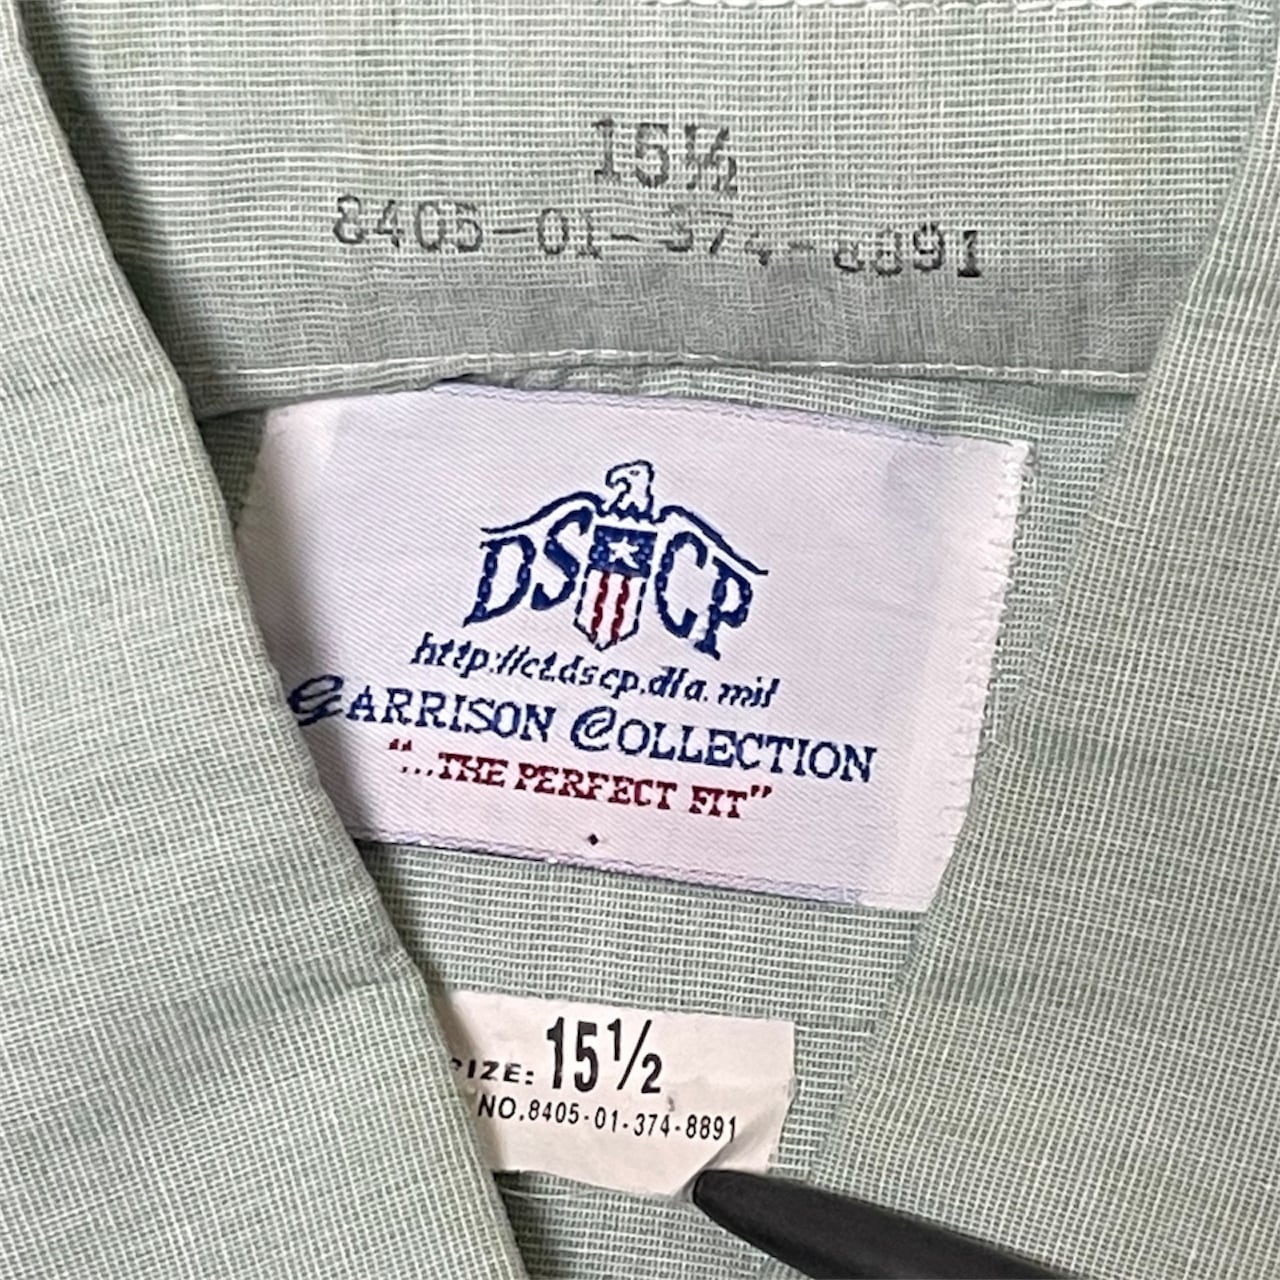 15½
8405-01-374-8891
DSCP
http://ct.dscp.dla.mil
GARRISON COLLECTION
"...THE PERFECT FIT"
SIZE: 15½
NO. 8405-01-374-8891